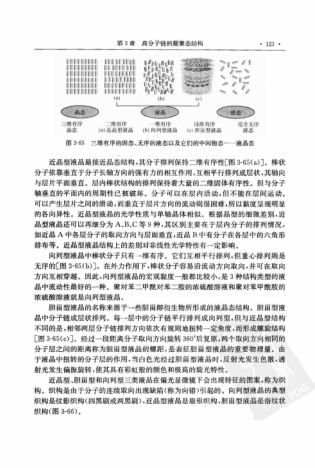 第3章 高分子链的凝聚态结构 · 121 ·
(a) (b) (c)
晶态 液晶 液态
三维有序 二维有序 一维有序 局部有序 完全无序
晶态 (a) 近晶型液晶 (b) 向列型液晶 (c) 胆甾型液晶 液态
图 3-65 三维有序的固态、无序的液态以及它们的中间物态——液晶态
近晶型液晶最接近晶态结构,其分子排列保持二维有序性[图 3-65(a)]。棒状
分子依靠垂直于分子长轴方向的强有力的相互作用,互相平行排列成层状,其轴向
与层片平面垂直。层内棒状结构的排列保持着大量的二维固体有序性。但与分子
轴垂直的平面内的周期性已被破坏。分子可以在层内活动,但不能在层间运动。
可以产生层片之间的滑动,而垂直于层片方向的流动则很困难,所以黏度呈现明显
的各向异性。近晶型液晶的光学性质与单轴晶体相似。根据晶型的细微差别,近
晶型液晶还可以再细分为 A,B,C 等 9 种,其区别主要在于层内分子的排列情况,
如近晶 A 中各层分子的取向方向与层面垂直,近晶 B 中有分子在各层中的六角形
排布等。近晶型液晶结构上的差别对非线性光学特性有一定影响。
向列型液晶中棒状分子只有一维有序。它们互相平行排列,但重心排列则是
无序的[图 3-65(b)]。在外力作用下,棒状分子容易沿流动方向取向,并可在取向
方向互相穿越。因此,向列型液晶的宏观黏度一般都比较小,是 3 种结构类型的液
晶中流动性最好的一种。聚对苯二甲酰对苯二胺的浓硫酸溶液和聚对苯甲酰胺的
浓硫酸溶液就是向列型液晶。
胆甾型液晶的名称来源于一些胆甾醇衍生物所形成的液晶态结构。胆甾型液
晶中分子链成层状排列。每一层中的分子链平行排列成向列型,但与近晶型结构
不同的是,相邻两层分子链排列方向依次有规则地扭转一定角度,而形成螺旋结构
[图 3-65(c)]。经过一段距离分子取向方向旋转 360°后复原,两个取向方向相同的
分子层之间的距离称为胆甾型液晶的螺距,是表征胆甾型液晶的重要物理量。由
于液晶中扭转的分子层的作用,当白色光经过胆甾型液晶时,反射光发生色散,透
射光发生偏振旋转,使其具有彩虹般的颜色和极高的旋光特性。
近晶型、胆甾型和向列型三类液晶在偏光显微镜下会出现特征的图案,称为织
构。织构是由于分子的连续取向出现缺陷(称为向错)引起的。向列型液晶的典型
织构是纹影织构(四黑刷或两黑刷),近晶型液晶是扇形织构,胆甾型液晶是指纹状
织构(图 3-66)。